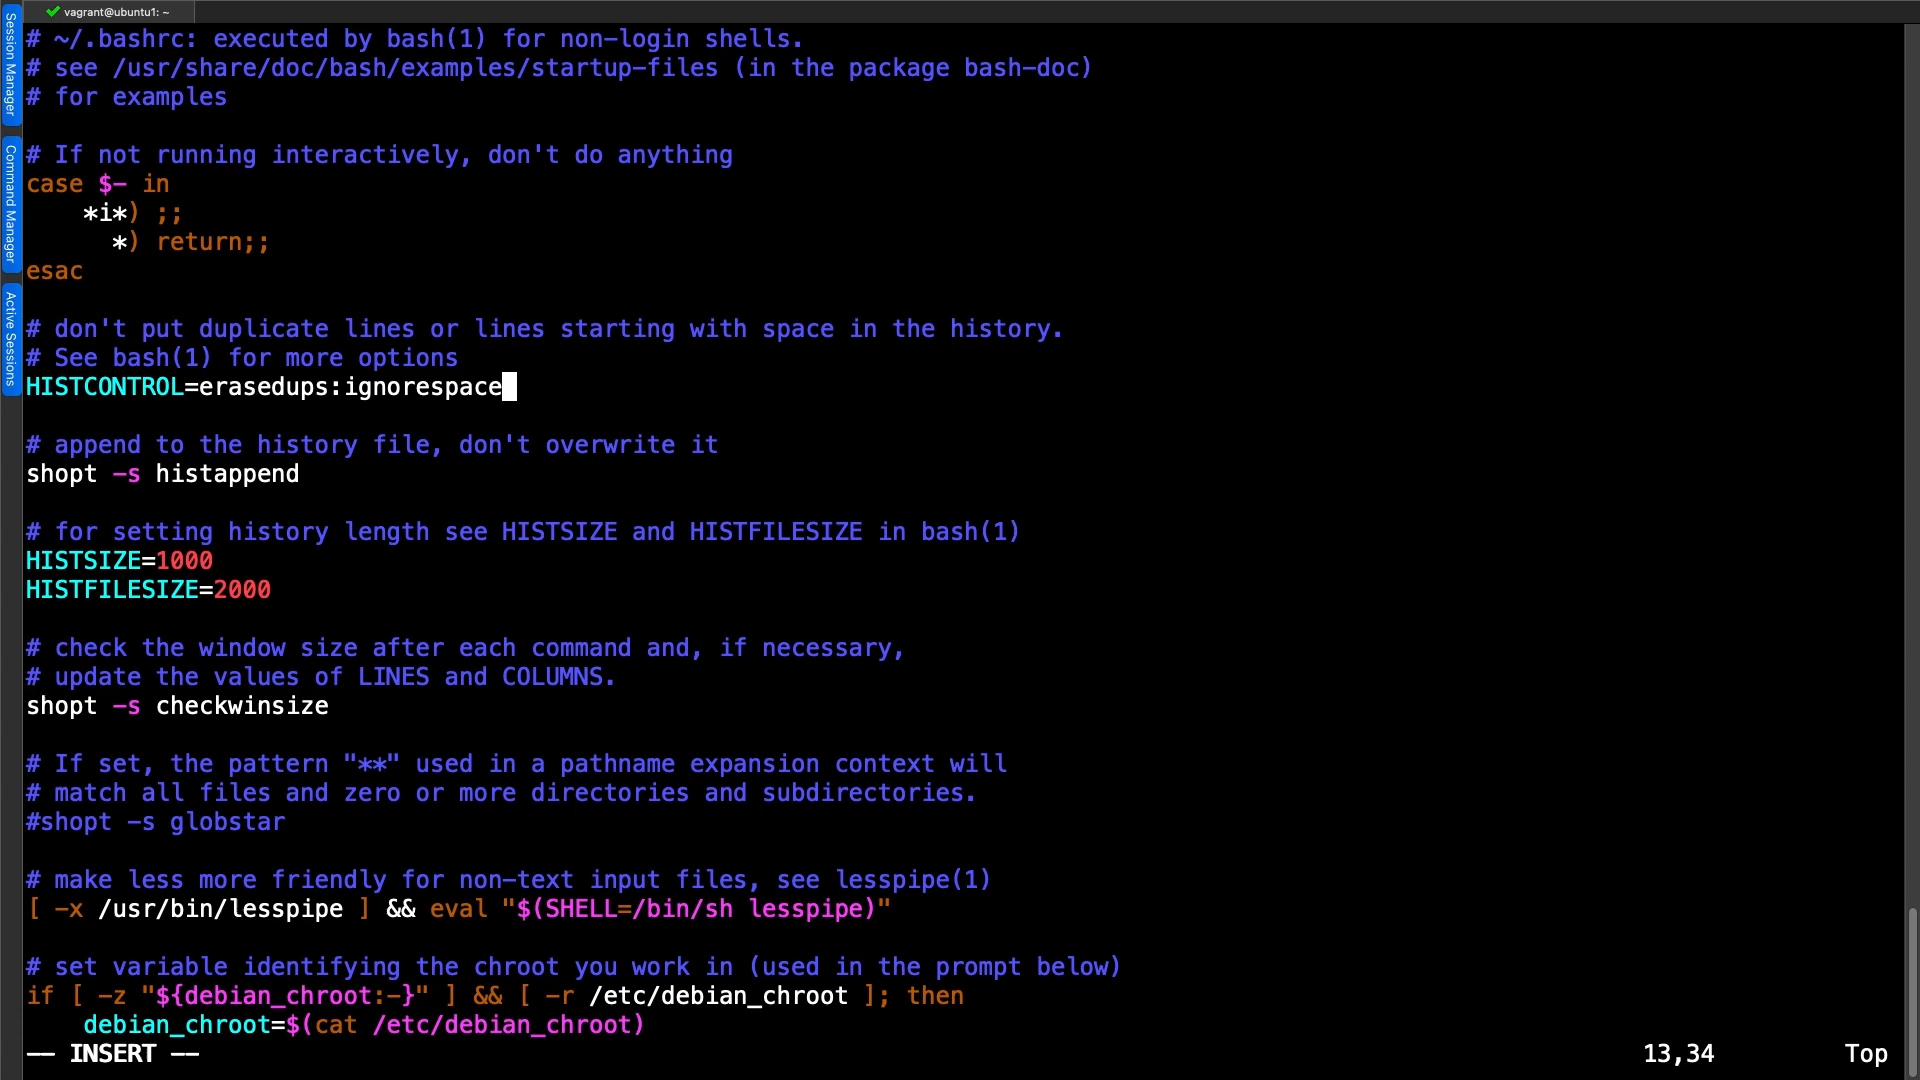 vagrant@ubuntu1: ~
Session Manager
Command Manager
Active Sessions
# ~/.bashrc: executed by bash(1) for non-login shells.
# see /usr/share/doc/bash/examples/startup-files (in the package bash-doc)
# for examples

# If not running interactively, don't do anything
case $- in
    *i*) ;;
      *) return;;
esac

# don't put duplicate lines or lines starting with space in the history.
# See bash(1) for more options
HISTCONTROL=erasedups:ignorespace

# append to the history file, don't overwrite it
shopt -s histappend

# for setting history length see HISTSIZE and HISTFILESIZE in bash(1)
HISTSIZE=1000
HISTFILESIZE=2000

# check the window size after each command and, if necessary,
# update the values of LINES and COLUMNS.
shopt -s checkwinsize

# If set, the pattern "**" used in a pathname expansion context will
# match all files and zero or more directories and subdirectories.
#shopt -s globstar

# make less more friendly for non-text input files, see lesspipe(1)
[ -x /usr/bin/lesspipe ] && eval "$(SHELL=/bin/sh lesspipe)"

# set variable identifying the chroot you work in (used in the prompt below)
if [ -z "${debian_chroot:-}" ] && [ -r /etc/debian_chroot ]; then
    debian_chroot=$(cat /etc/debian_chroot)
-- INSERT -- 13,34 Top